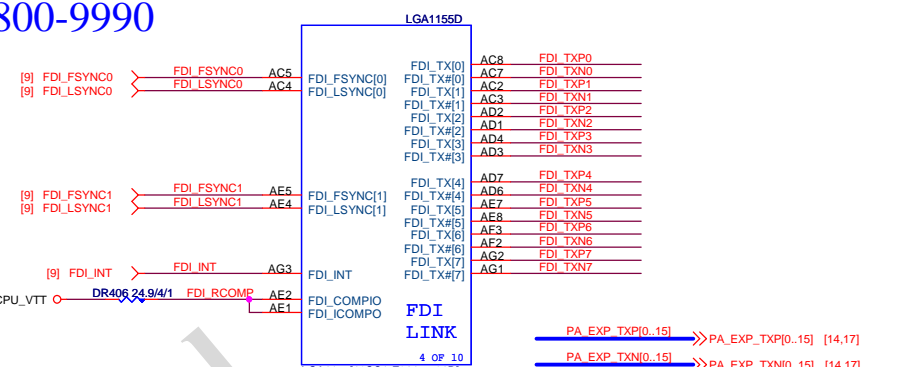 800-9990
LGA1155D
[9] FDI_FSYNC0 FDI_FSYNC0 AC5 FDI_FSYNC[0] FDI_TX[0] AC8 FDI_TXP0
[9] FDI_LSYNC0 FDI_LSYNC0 AC4 FDI_LSYNC[0] FDI_TX#[0] AC7 FDI_TXN0
FDI_TX[1] AC2 FDI_TXP1
FDI_TX#[1] AC3 FDI_TXN1
FDI_TX[2] AD2 FDI_TXP2
FDI_TX#[2] AD1 FDI_TXN2
FDI_TX[3] AD4 FDI_TXP3
FDI_TX#[3] AD3 FDI_TXN3
[9] FDI_FSYNC1 FDI_FSYNC1 AE5 FDI_FSYNC[1] FDI_TX[4] AD7 FDI_TXP4
[9] FDI_LSYNC1 FDI_LSYNC1 AE4 FDI_LSYNC[1] FDI_TX#[4] AD6 FDI_TXN4
FDI_TX[5] AE7 FDI_TXP5
FDI_TX#[5] AE8 FDI_TXN5
FDI_TX[6] AF3 FDI_TXP6
FDI_TX#[6] AF2 FDI_TXN6
FDI_TX[7] AG2 FDI_TXP7
[9] FDI_INT FDI_INT AG3 FDI_INT FDI_TX#[7] AG1 FDI_TXN7
CPU_VTT DR406 24.9/4/1 FDI_RCOMP AE2 FDI_COMPIO
AE1 FDI_ICOMPO
FDI
LINK
4 OF 10
PA_EXP_TXP[0..15] PA_EXP_TXP[0..15] [14,17]
PA_EXP_TXN[0..15] PA_EXP_TXN[0..15] [14,17]